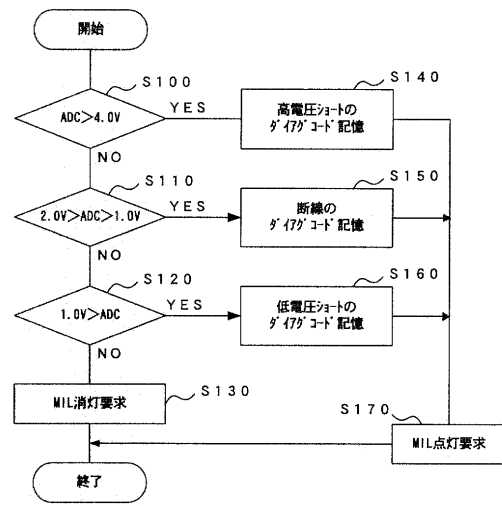 開始
S100
ADC>4.0V
YES
S140
高電圧ショートの
ダイアグコード記憶
NO
S110
2.0V>ADC>1.0V
YES
S150
断線の
ダイアグコード記憶
NO
S120
1.0V>ADC
YES
S160
低電圧ショートの
ダイアグコード記憶
NO
S130
MIL消灯要求
S170
MIL点灯要求
終了